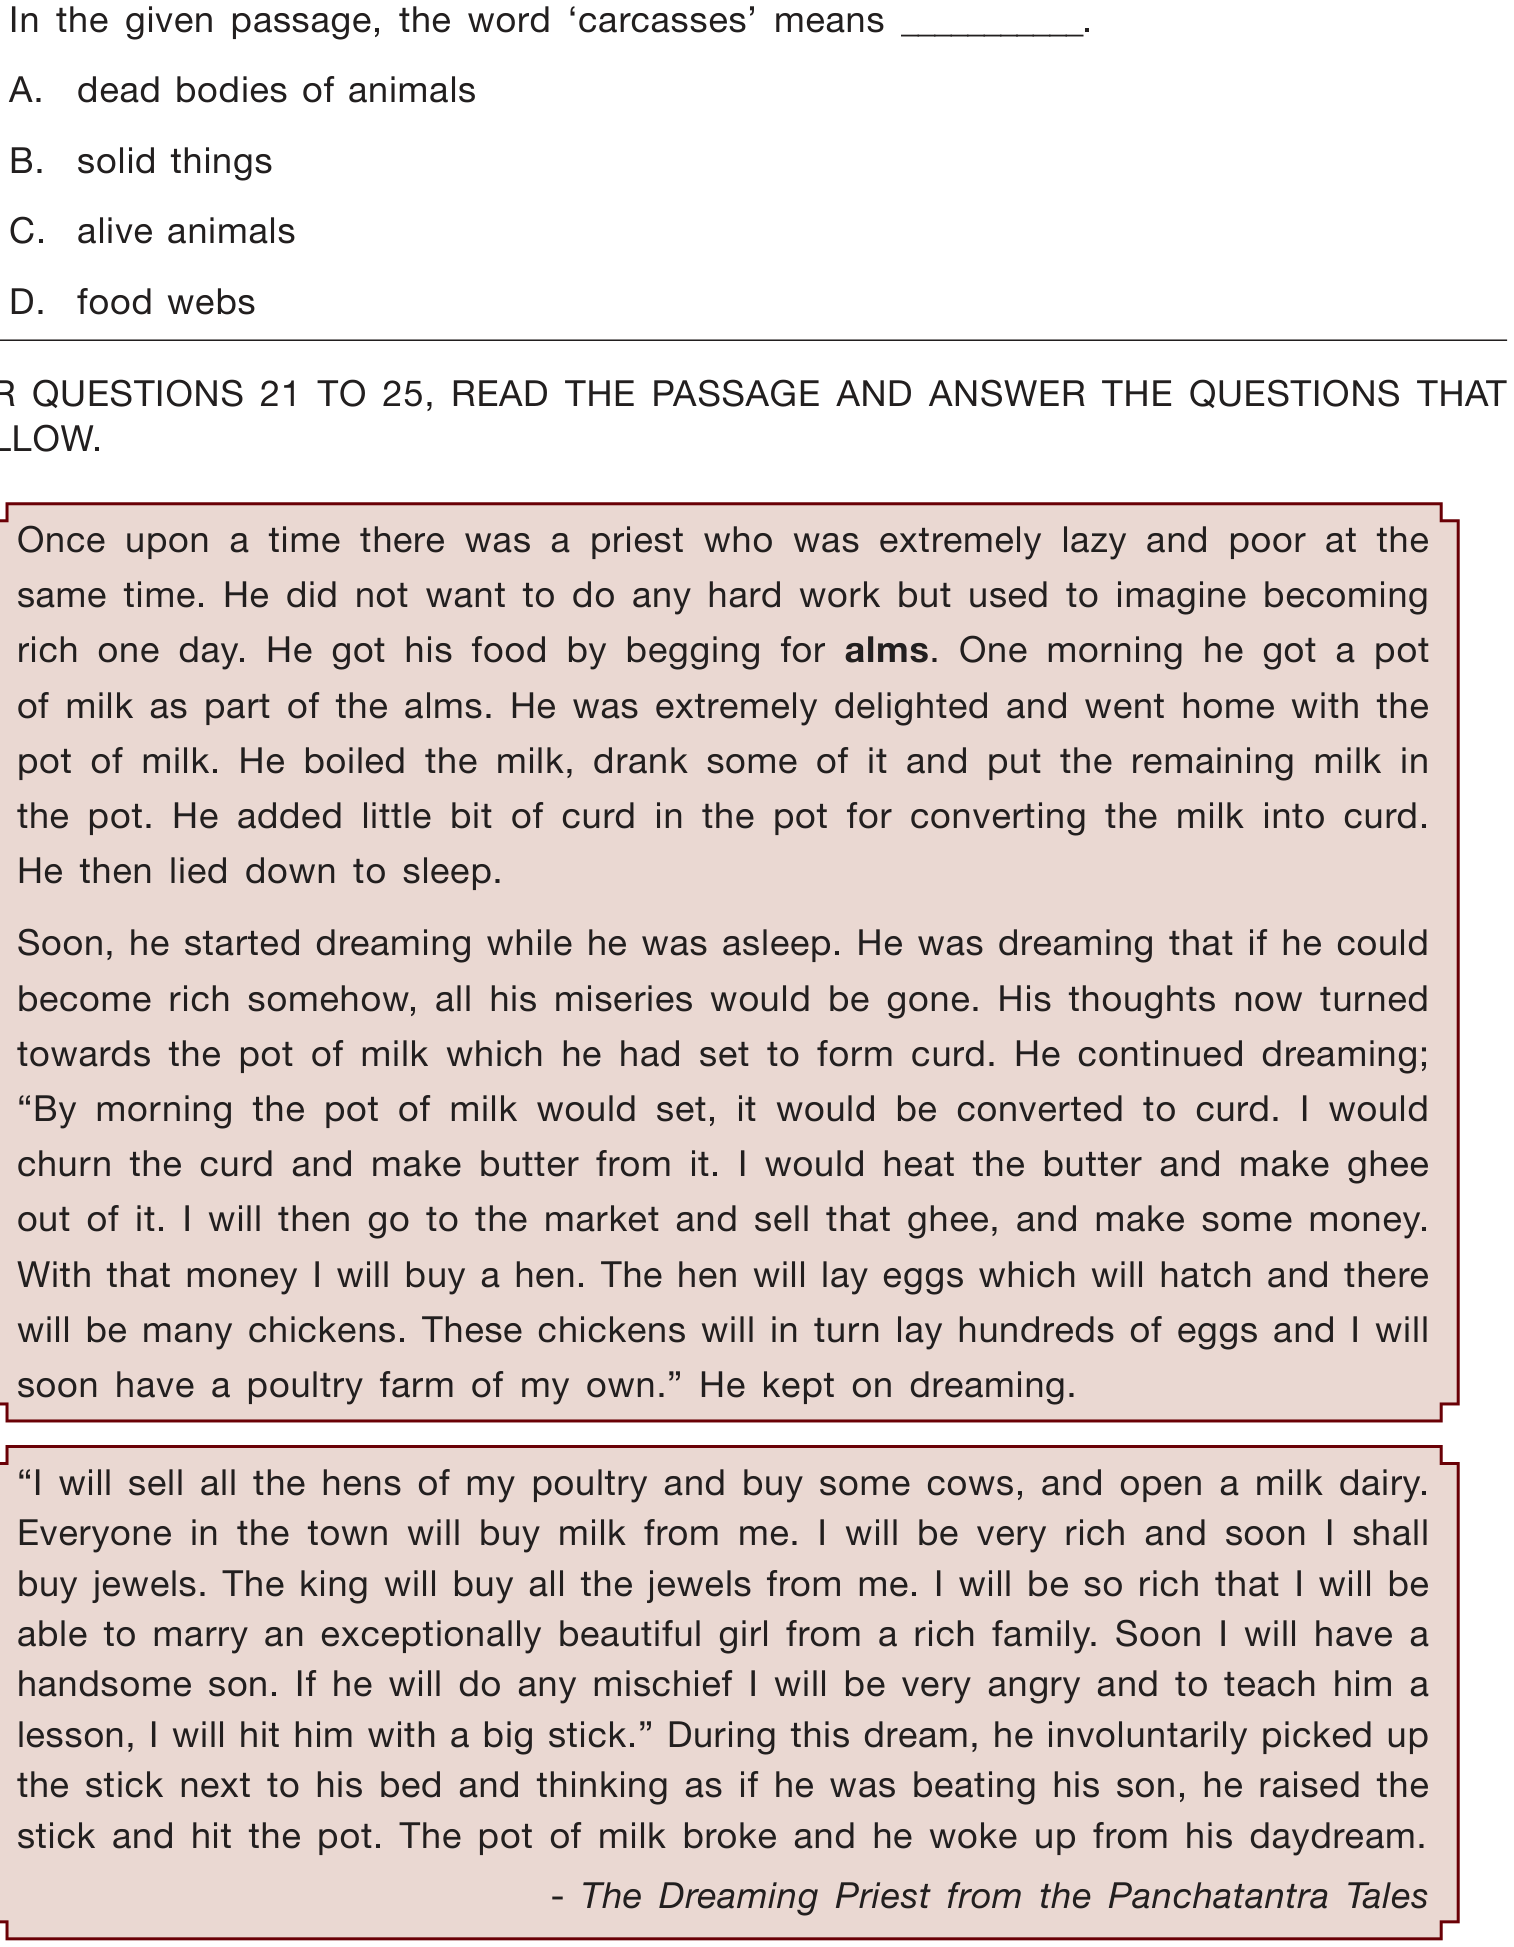 In the given passage, the word ‘carcasses’ means __________.
A. dead bodies of animals
B. solid things
C. alive animals
D. food webs
R QUESTIONS 21 TO 25, READ THE PASSAGE AND ANSWER THE QUESTIONS THAT
LLOW.
Once upon a time there was a priest who was extremely lazy and poor at the
same time. He did not want to do any hard work but used to imagine becoming
rich one day. He got his food by begging for alms. One morning he got a pot
of milk as part of the alms. He was extremely delighted and went home with the
pot of milk. He boiled the milk, drank some of it and put the remaining milk in
the pot. He added little bit of curd in the pot for converting the milk into curd.
He then lied down to sleep.
Soon, he started dreaming while he was asleep. He was dreaming that if he could
become rich somehow, all his miseries would be gone. His thoughts now turned
towards the pot of milk which he had set to form curd. He continued dreaming;
“By morning the pot of milk would set, it would be converted to curd. I would
churn the curd and make butter from it. I would heat the butter and make ghee
out of it. I will then go to the market and sell that ghee, and make some money.
With that money I will buy a hen. The hen will lay eggs which will hatch and there
will be many chickens. These chickens will in turn lay hundreds of eggs and I will
soon have a poultry farm of my own.” He kept on dreaming.
“I will sell all the hens of my poultry and buy some cows, and open a milk dairy.
Everyone in the town will buy milk from me. I will be very rich and soon I shall
buy jewels. The king will buy all the jewels from me. I will be so rich that I will be
able to marry an exceptionally beautiful girl from a rich family. Soon I will have a
handsome son. If he will do any mischief I will be very angry and to teach him a
lesson, I will hit him with a big stick.” During this dream, he involuntarily picked up
the stick next to his bed and thinking as if he was beating his son, he raised the
stick and hit the pot. The pot of milk broke and he woke up from his daydream.
- The Dreaming Priest from the Panchatantra Tales